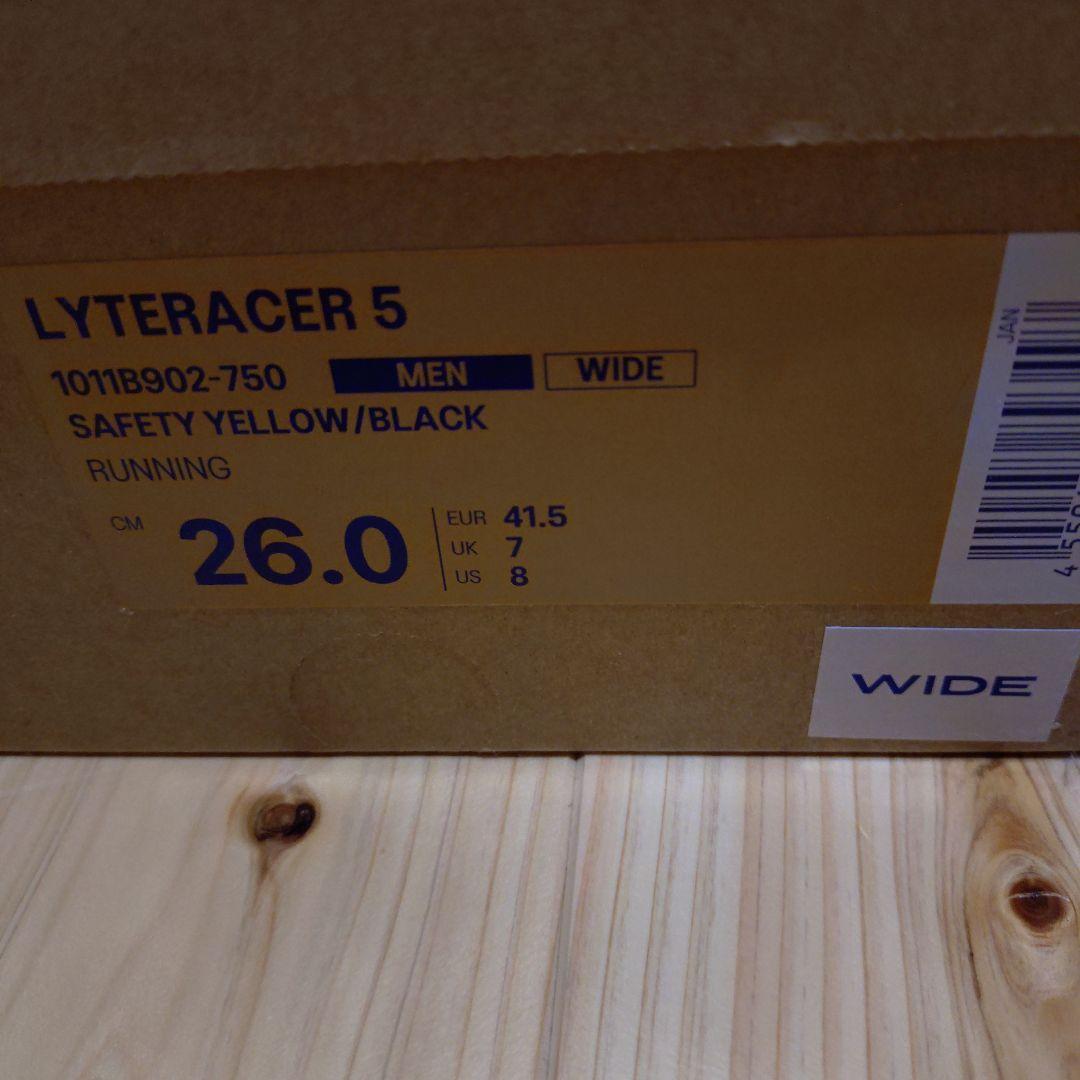 LYTERACER 5
1011B902-750 MEN WIDE
SAFETY YELLOW/BLACK
RUNNING
CM 26.0
EUR 41.5
UK 7
US 8
JAN
WIDE